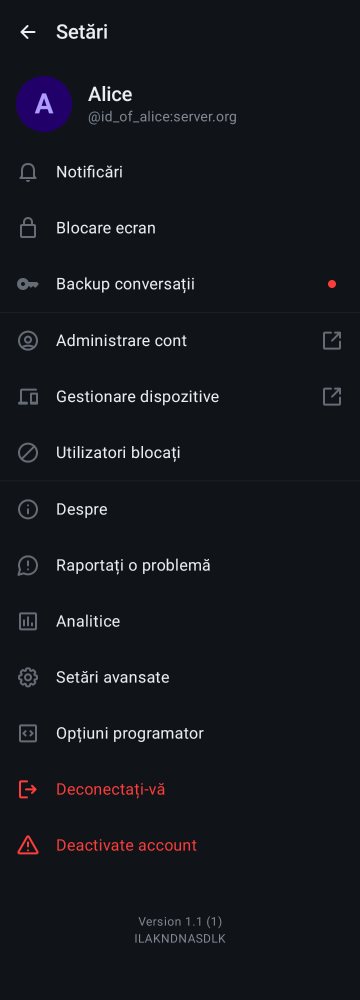 Setări
A
Alice
@id_of_alice:server.org
Notificări
Blocare ecran
Backup conversații
Administrare cont
Gestionare dispozitive
Utilizatori blocați
Despre
Raportați o problemă
Analitice
Setări avansate
Opțiuni programator
Deconectați-vă
Deactivate account
Version 1.1 (1)
ILAKNDNASDLK